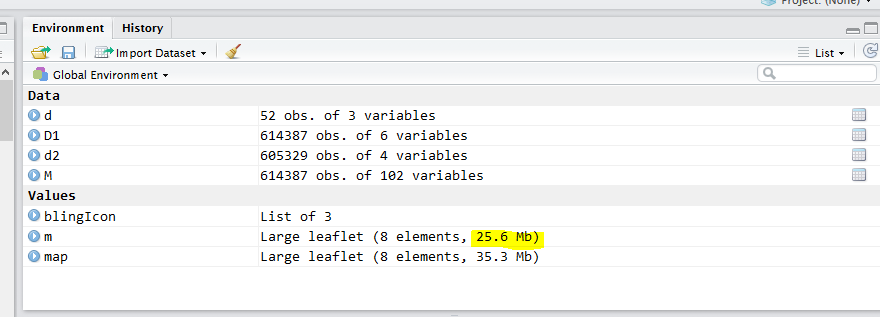 Project: (None)
Environment History
Import Dataset List
Global Environment
Data
d 52 obs. of 3 variables
D1 614387 obs. of 6 variables
d2 605329 obs. of 4 variables
M 614387 obs. of 102 variables
Values
blingIcon List of 3
m Large leaflet (8 elements, 25.6 Mb)
map Large leaflet (8 elements, 35.3 Mb)